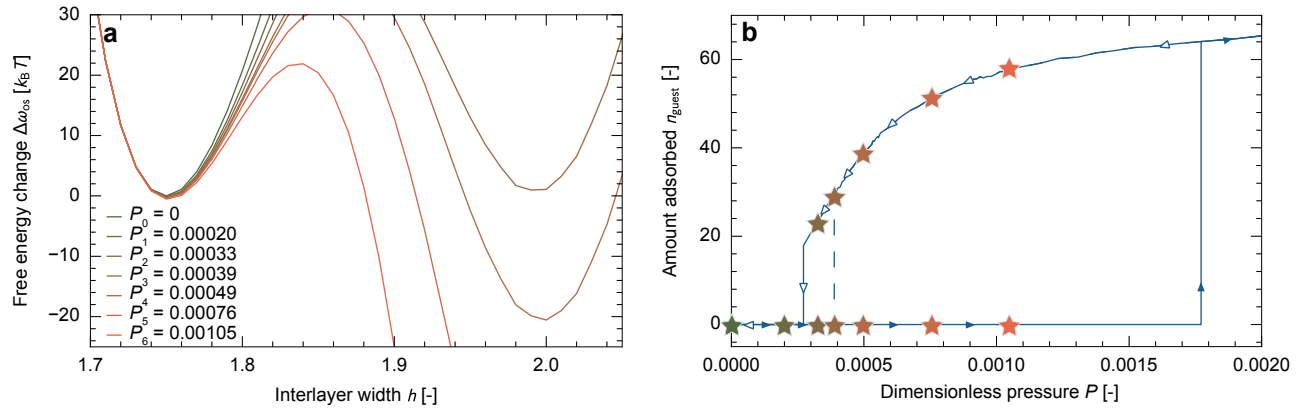 a
Free energy change Δω_os [k_B T]
30
20
10
0
−10
−20
P_0 = 0
P_1 = 0.00020
P_2 = 0.00033
P_3 = 0.00039
P_4 = 0.00049
P_5 = 0.00076
P_6 = 0.00105
1.7 1.8 1.9 2.0
Interlayer width h [-]
b
Amount adsorbed n_guest [-]
60
40
20
0
0.0000 0.0005 0.0010 0.0015 0.0020
Dimensionless pressure P [-]